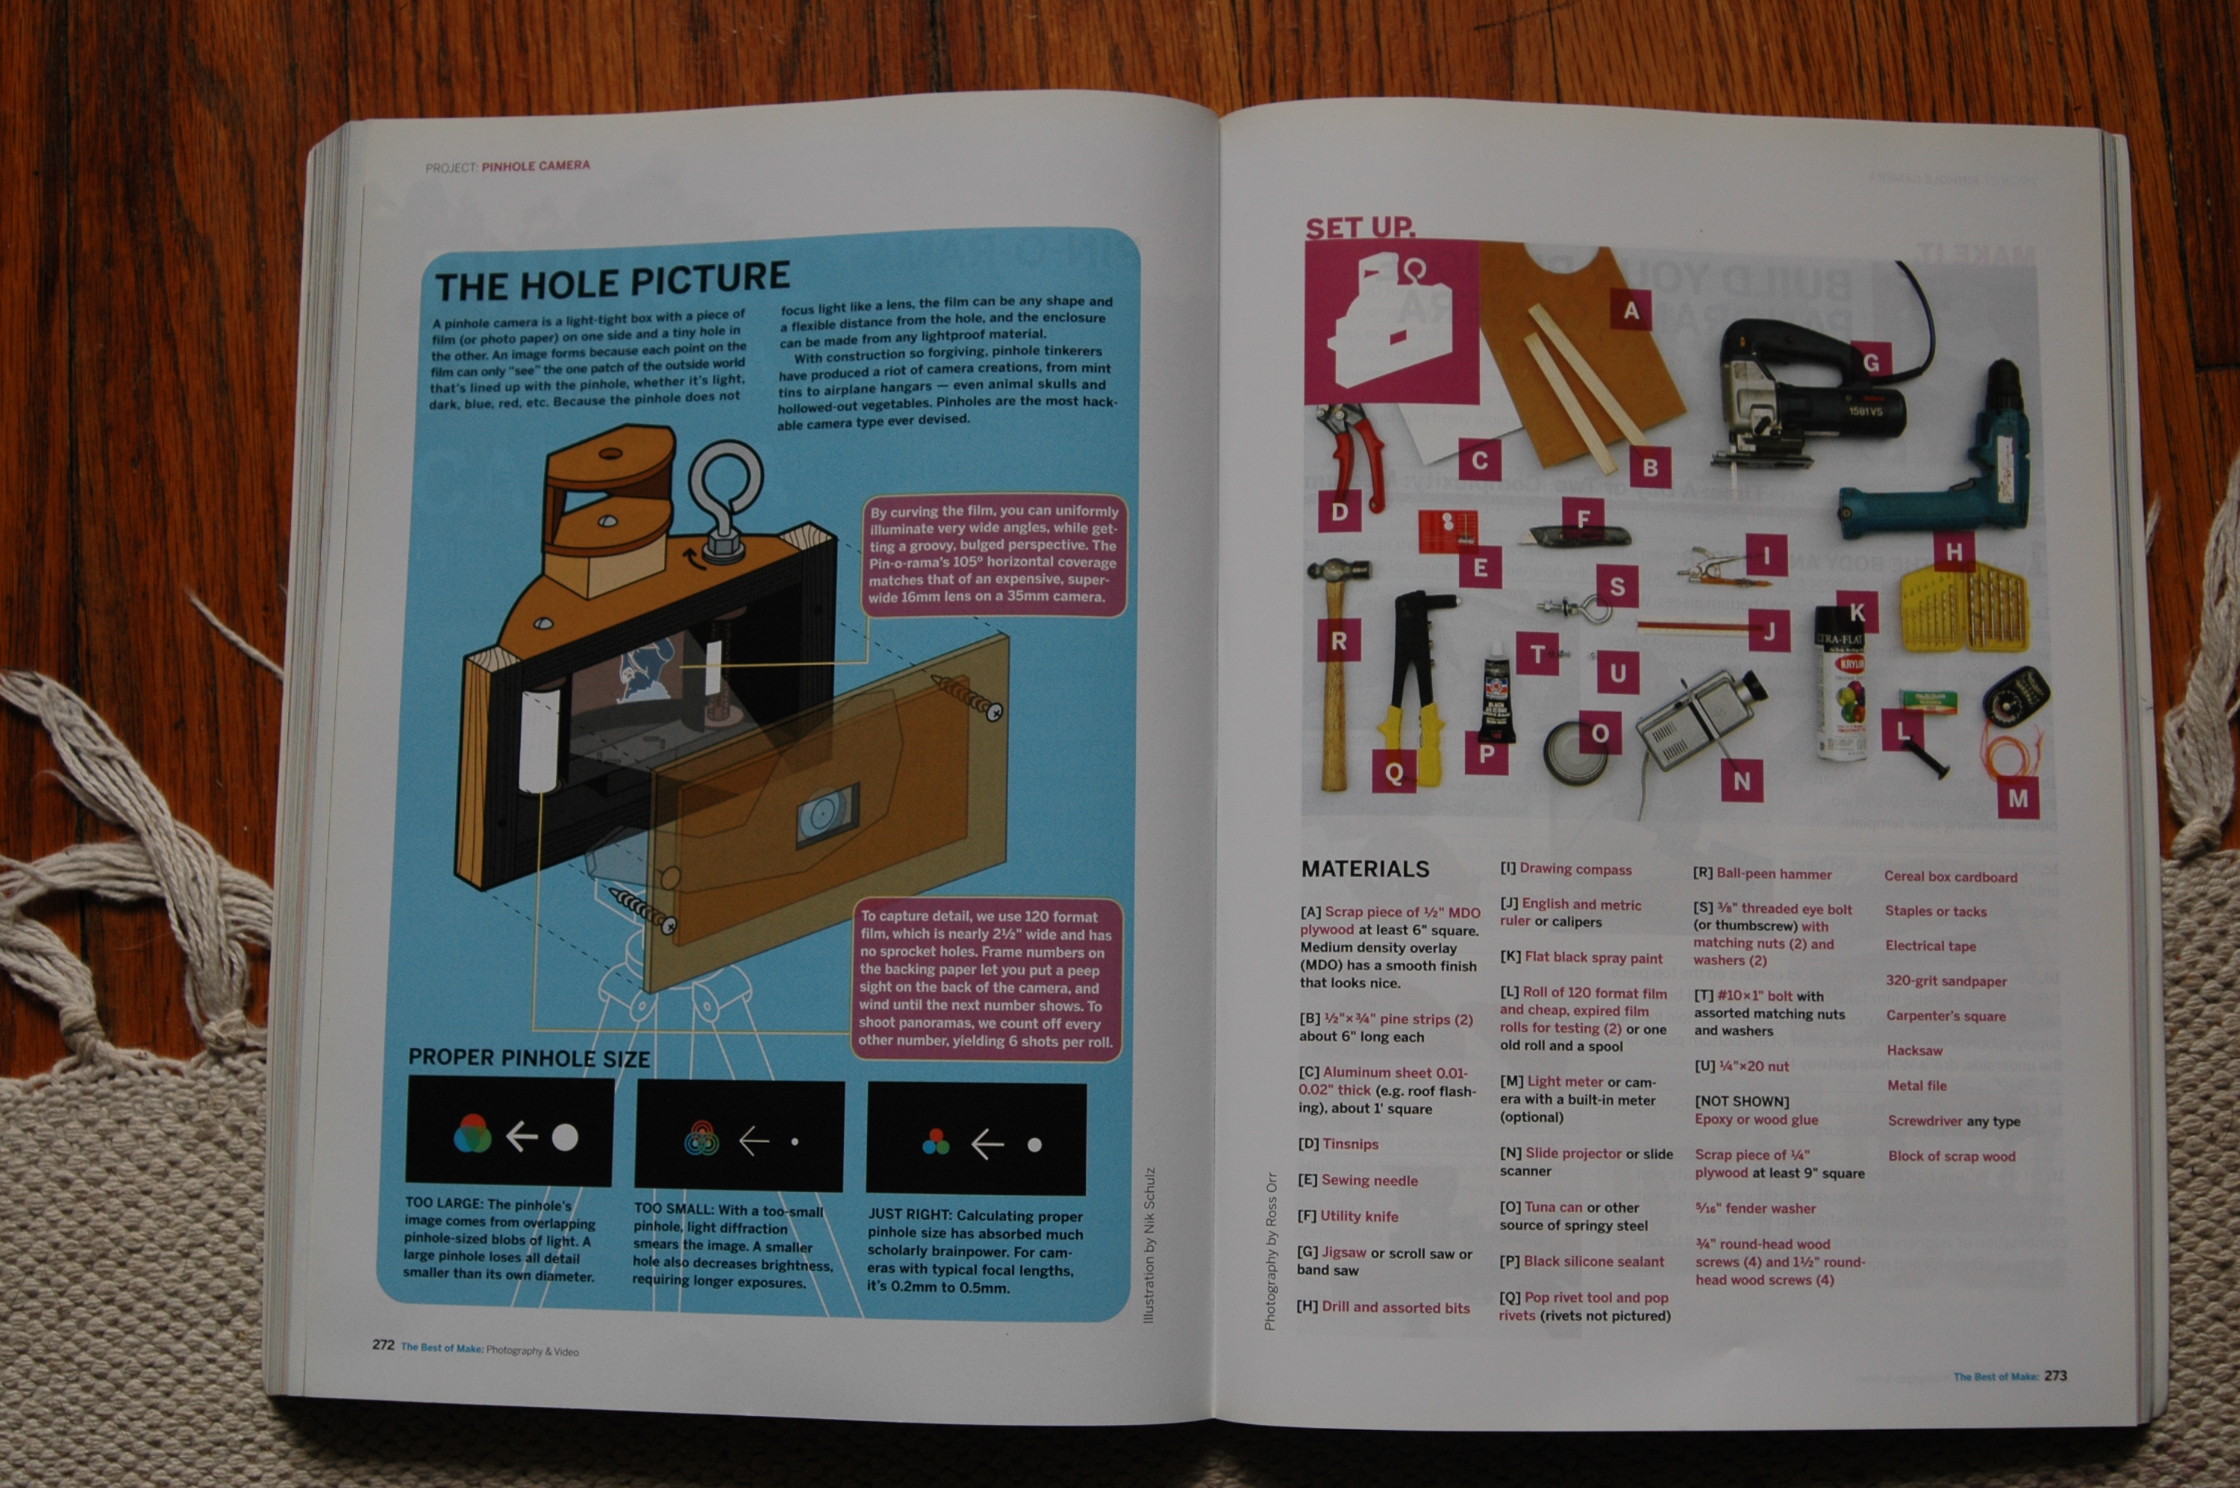 PROJECT: PINHOLE CAMERA
THE HOLE PICTURE
A pinhole camera is a light-tight box with a piece of
film (or photo paper) on one side and a tiny hole in
the other. An image forms because each point on the
film can only "see" the one patch of the outside world
that's lined up with the pinhole, whether it's light,
dark, blue, red, etc. Because the pinhole does not
focus light like a lens, the film can be any shape and
a flexible distance from the hole, and the enclosure
can be made from any lightproof material.
With construction so forgiving, pinhole tinkerers
have produced a riot of camera creations, from mint
tins to airplane hangars — even animal skulls and
hollowed-out vegetables. Pinholes are the most hack-
able camera type ever devised.
By curving the film, you can uniformly
illuminate very wide angles, while get-
ting a groovy, bulged perspective. The
Pin-o-rama's 105° horizontal coverage
matches that of an expensive, super-
wide 16mm lens on a 35mm camera.
To capture detail, we use 120 format
film, which is nearly 2½" wide and has
no sprocket holes. Frame numbers on
the backing paper let you put a peep
sight on the back of the camera, and
wind until the next number shows. To
shoot panoramas, we count off every
other number, yielding 6 shots per roll.
PROPER PINHOLE SIZE
TOO LARGE: The pinhole's
image comes from overlapping
pinhole-sized blobs of light. A
large pinhole loses all detail
smaller than its own diameter.
TOO SMALL: With a too-small
pinhole, light diffraction
smears the image. A smaller
hole also decreases brightness,
requiring longer exposures.
JUST RIGHT: Calculating proper
pinhole size has absorbed much
scholarly brainpower. For cam-
eras with typical focal lengths,
it's 0.2mm to 0.5mm.
Illustration by Nik Schulz
272 The Best of Make: Photography & Video
SET UP.
A
B
C
D
E
F
G
H
I
J
K
L
M
N
O
P
Q
R
S
T
U
1581VS
KRYLON
MATERIALS
[A] Scrap piece of ½" MDO
plywood at least 6" square.
Medium density overlay
(MDO) has a smooth finish
that looks nice.
[B] ½"x ¾" pine strips (2)
about 6" long each
[C] Aluminum sheet 0.01-
0.02" thick (e.g. roof flash-
ing), about 1' square
[D] Tinsnips
[E] Sewing needle
[F] Utility knife
[G] Jigsaw or scroll saw or
band saw
[H] Drill and assorted bits
[I] Drawing compass
[J] English and metric
ruler or calipers
[K] Flat black spray paint
[L] Roll of 120 format film
and cheap, expired film
rolls for testing (2) or one
old roll and a spool
[M] Light meter or cam-
era with a built-in meter
(optional)
[N] Slide projector or slide
scanner
[O] Tuna can or other
source of springy steel
[P] Black silicone sealant
[Q] Pop rivet tool and pop
rivets (rivets not pictured)
[R] Ball-peen hammer
[S] ⅜" threaded eye bolt
(or thumbscrew) with
matching nuts (2) and
washers (2)
[T] #10×1" bolt with
assorted matching nuts
and washers
[U] ¼"×20 nut
[NOT SHOWN]
Epoxy or wood glue
Scrap piece of ¼"
plywood at least 9" square
5/16" fender washer
¾" round-head wood
screws (4) and 1½" round-
head wood screws (4)
Cereal box cardboard
Staples or tacks
Electrical tape
320-grit sandpaper
Carpenter's square
Hacksaw
Metal file
Screwdriver any type
Block of scrap wood
Photography by Ross Orr
The Best of Make: 273